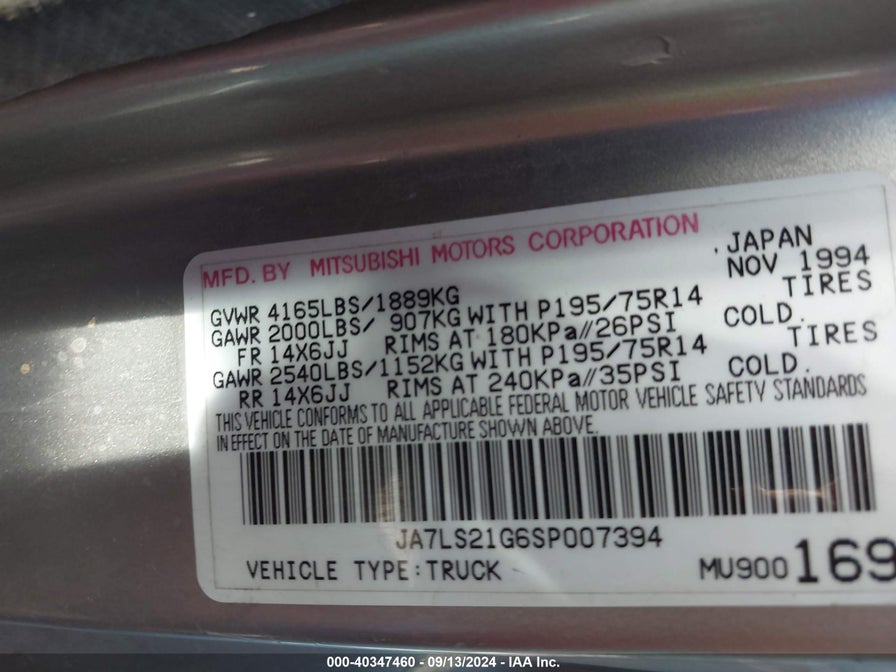 MFD. BY MITSUBISHI MOTORS CORPORATION . JAPAN
NOV 1994
GVWR 4165LBS/1889KG
GAWR 2000LBS/ 907KG WITH P195/75R14 TIRES
FR 14X6JJ RIMS AT 180KPa//26PSI COLD.
GAWR 2540LBS/1152KG WITH P195/75R14 TIRES
RR 14X6JJ RIMS AT 240KPa//35PSI COLD.
THIS VEHICLE CONFORMS TO ALL APPLICABLE FEDERAL MOTOR VEHICLE SAFETY STANDARDS
IN EFFECT ON THE DATE OF MANUFACTURE SHOWN ABOVE.
JA7LS21G6SP007394
VEHICLE TYPE:TRUCK MU900169
000-40347460 - 09/13/2024 - IAA Inc.